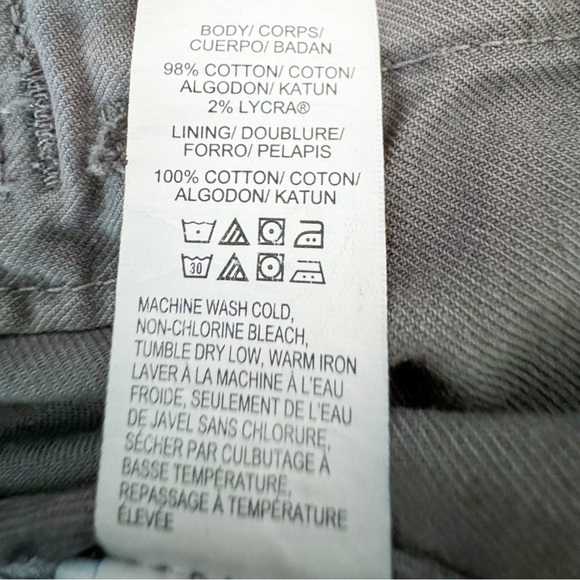 BODY/ CORPS/
CUERPO/ BADAN
98% COTTON/ COTON/
ALGODON/ KATUN
2% LYCRA®
LINING/ DOUBLURE/
FORRO/ PELAPIS
100% COTTON/ COTON/
ALGODON/ KATUN
30
MACHINE WASH COLD,
NON-CHLORINE BLEACH,
TUMBLE DRY LOW, WARM IRON
LAVER À LA MACHINE À L'EAU
FROIDE, SEULEMENT DE L'EAU
DE JAVEL SANS CHLORURE,
SÉCHER PAR CULBUTAGE À
BASSE TEMPÉRATURE,
REPASSAGE À TEMPÉRATURE
ÉLEVÉE